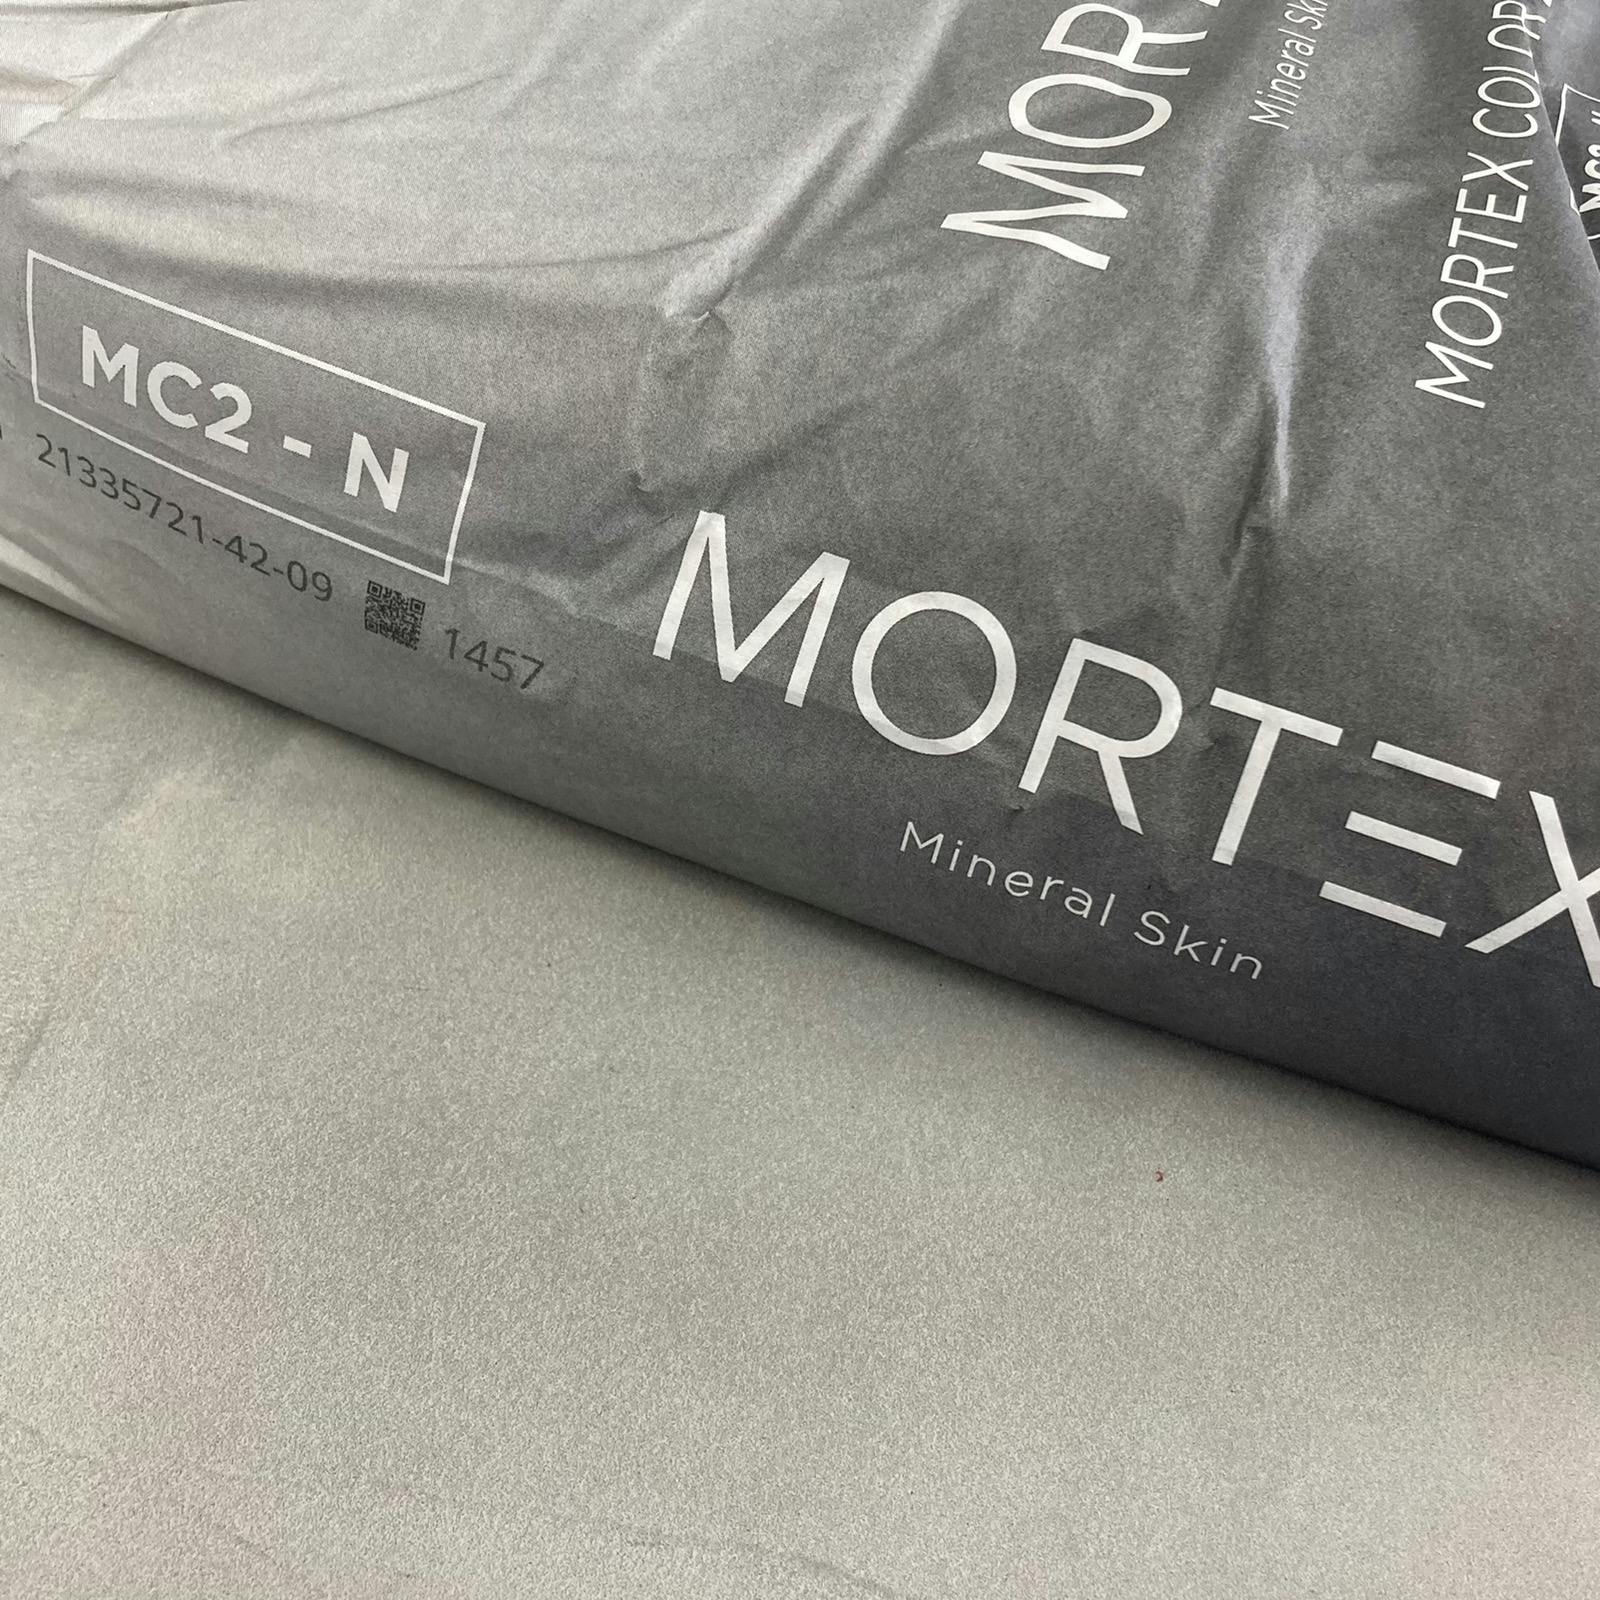 MORTEX
Mineral Skin
MORTEX
MC2 - N
21335721-42-09
1457
MORTEX
Mineral Skin